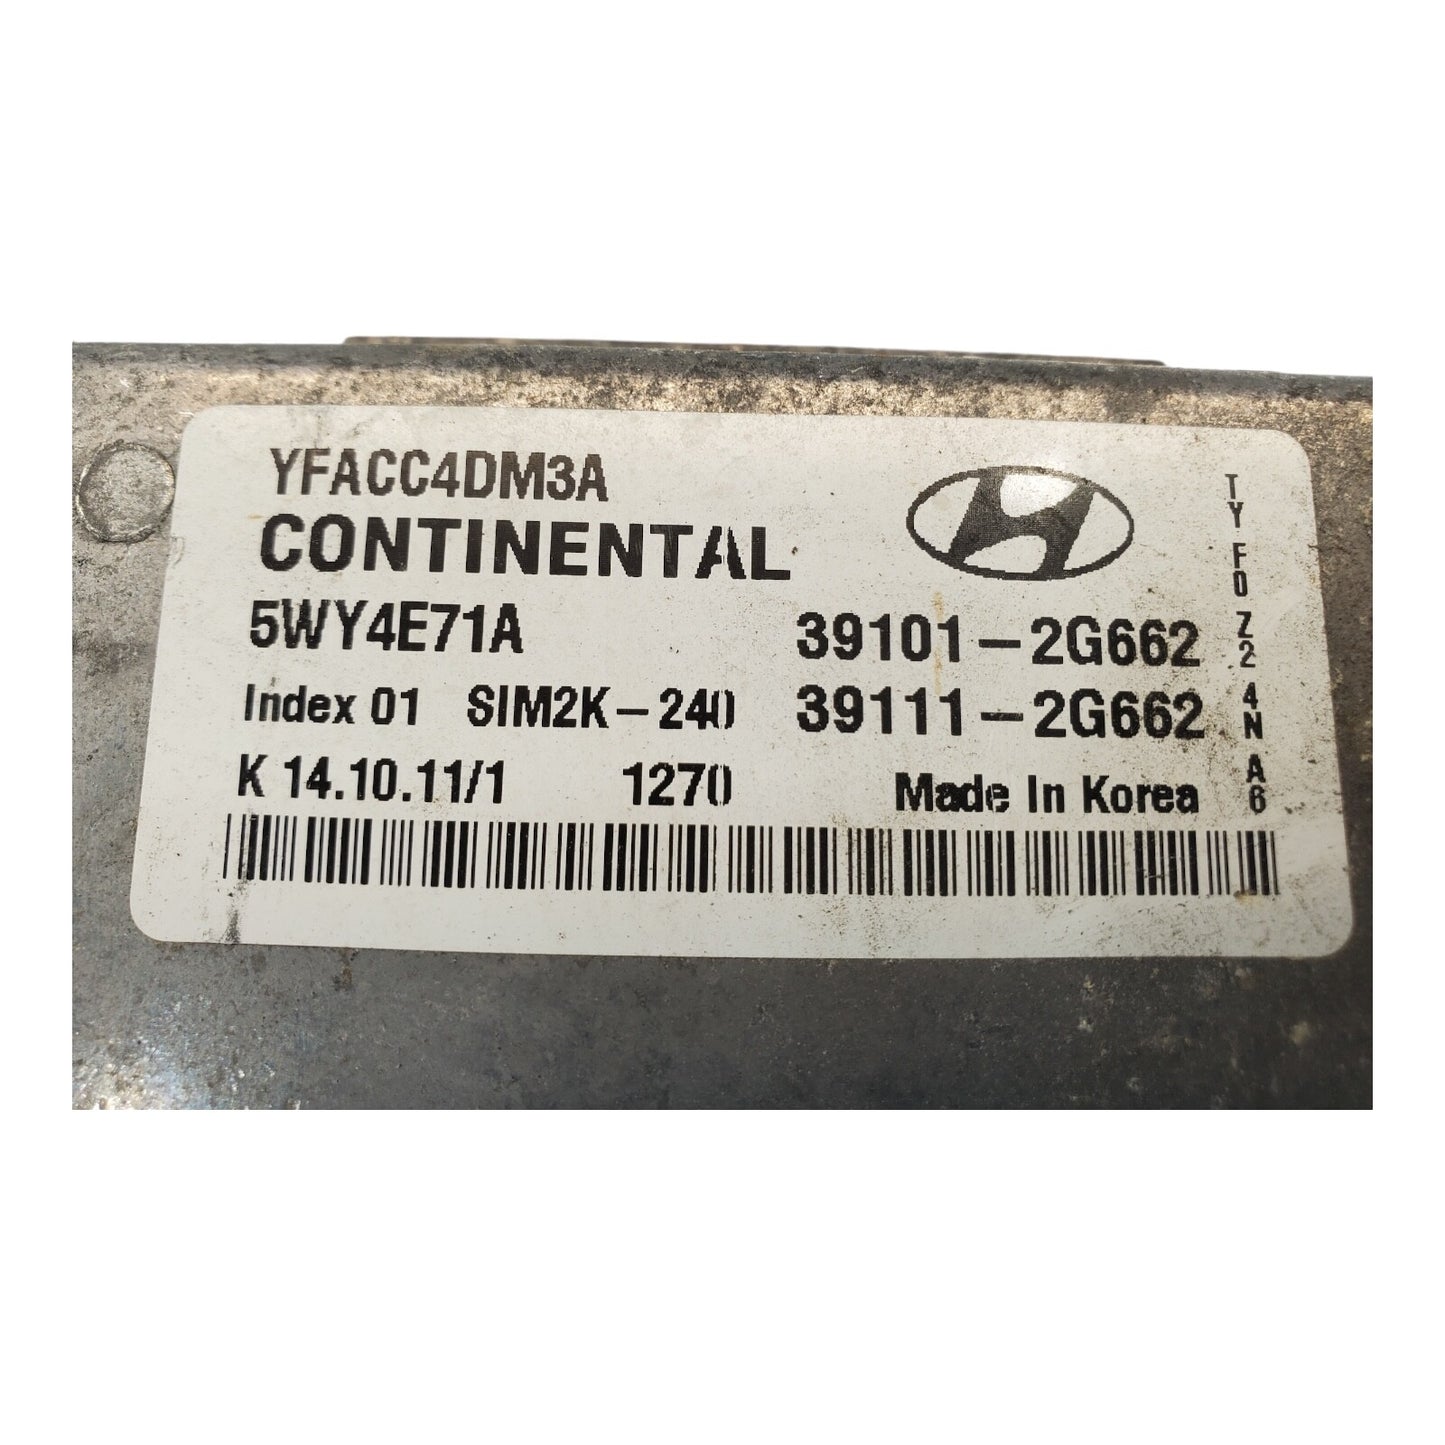 YFACC4DM3A
CONTINENTAL
5WY4E71A 39101-2G662
Index 01 SIM2K-240 39111-2G662
K 14.10.11/1 1270 Made In Korea
TY F0 Z2 4N A6